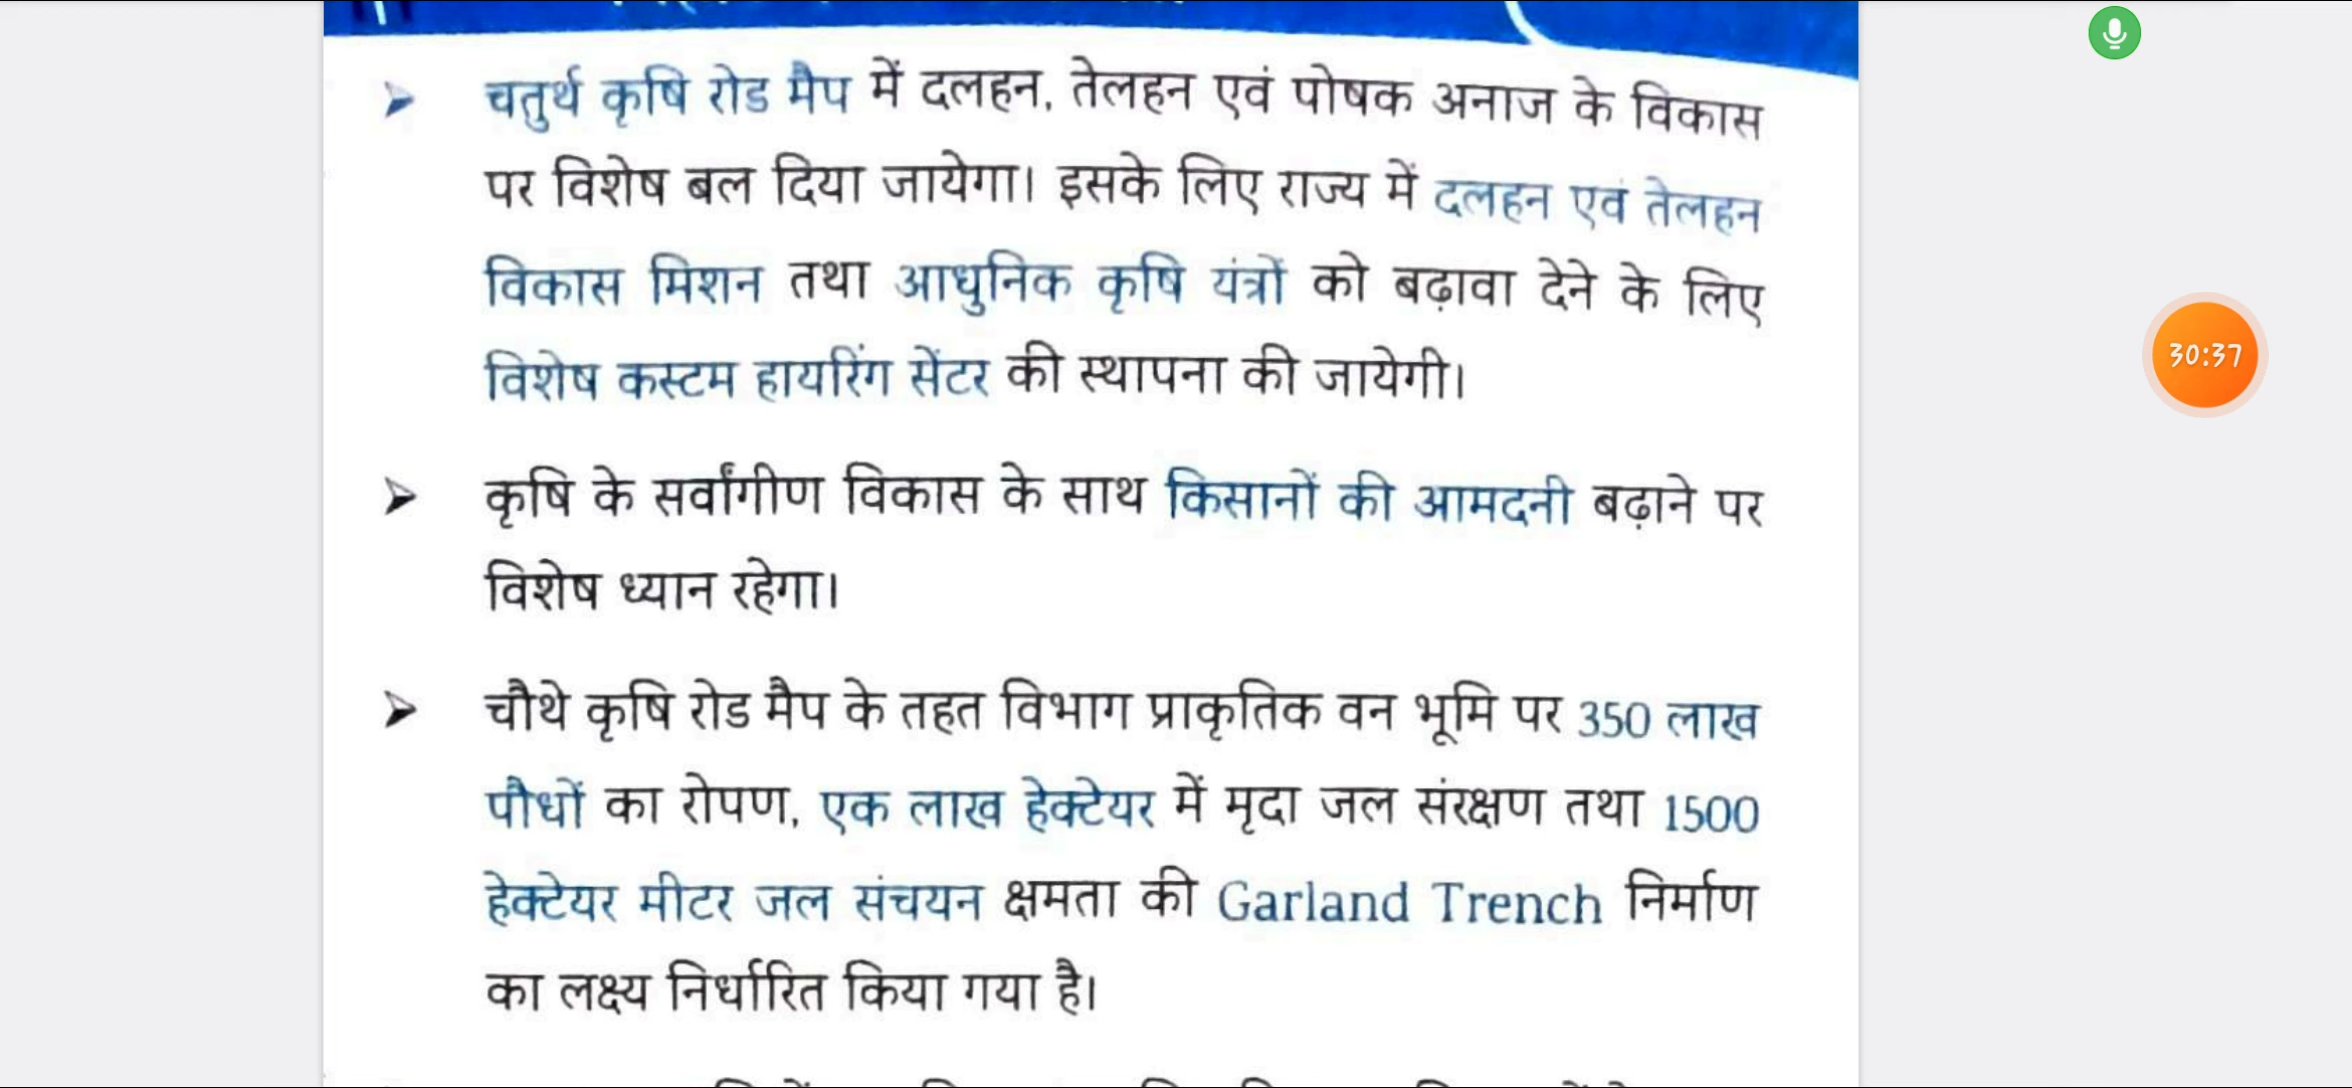 ➤ चतुर्थ कृषि रोड मैप में दलहन, तेलहन एवं पोषक अनाज के विकास
पर विशेष बल दिया जायेगा। इसके लिए राज्य में दलहन एवं तेलहन
विकास मिशन तथा आधुनिक कृषि यंत्रों को बढ़ावा देने के लिए
विशेष कस्टम हायरिंग सेंटर की स्थापना की जायेगी।
➤ कृषि के सर्वांगीण विकास के साथ किसानों की आमदनी बढ़ाने पर
विशेष ध्यान रहेगा।
➤ चौथे कृषि रोड मैप के तहत विभाग प्राकृतिक वन भूमि पर 350 लाख
पौधों का रोपण, एक लाख हेक्टेयर में मृदा जल संरक्षण तथा 1500
हेक्टेयर मीटर जल संचयन क्षमता की Garland Trench निर्माण
का लक्ष्य निर्धारित किया गया है।
30:37